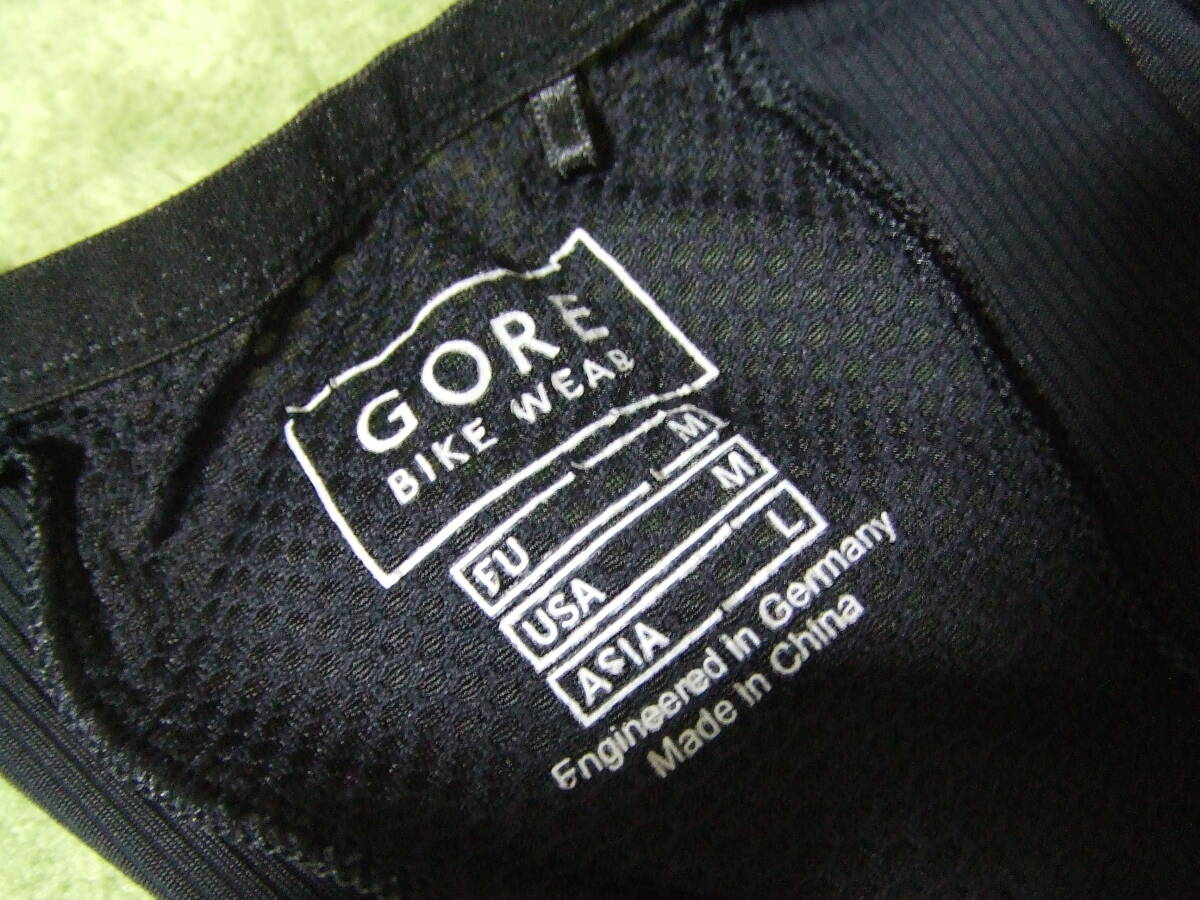 GORE
BIKE WEAR
EU M
USA M
ASIA L
Engineered in Germany
Made in China